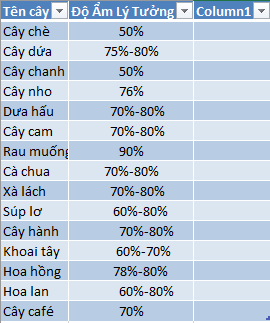 Tên cây Độ Ẩm Lý Tưởng Column1
Cây chè 50%
Cây dứa 75%-80%
Cây chanh 50%
Cây nho 76%
Dưa hấu 70%-80%
Cây cam 70%-80%
Rau muống 90%
Cà chua 70%-80%
Xà lách 70%-80%
Súp lơ 60%-80%
Cây hành 70%-80%
Khoai tây 60%-70%
Hoa hồng 78%-80%
Hoa lan 60%-80%
Cây café 70%